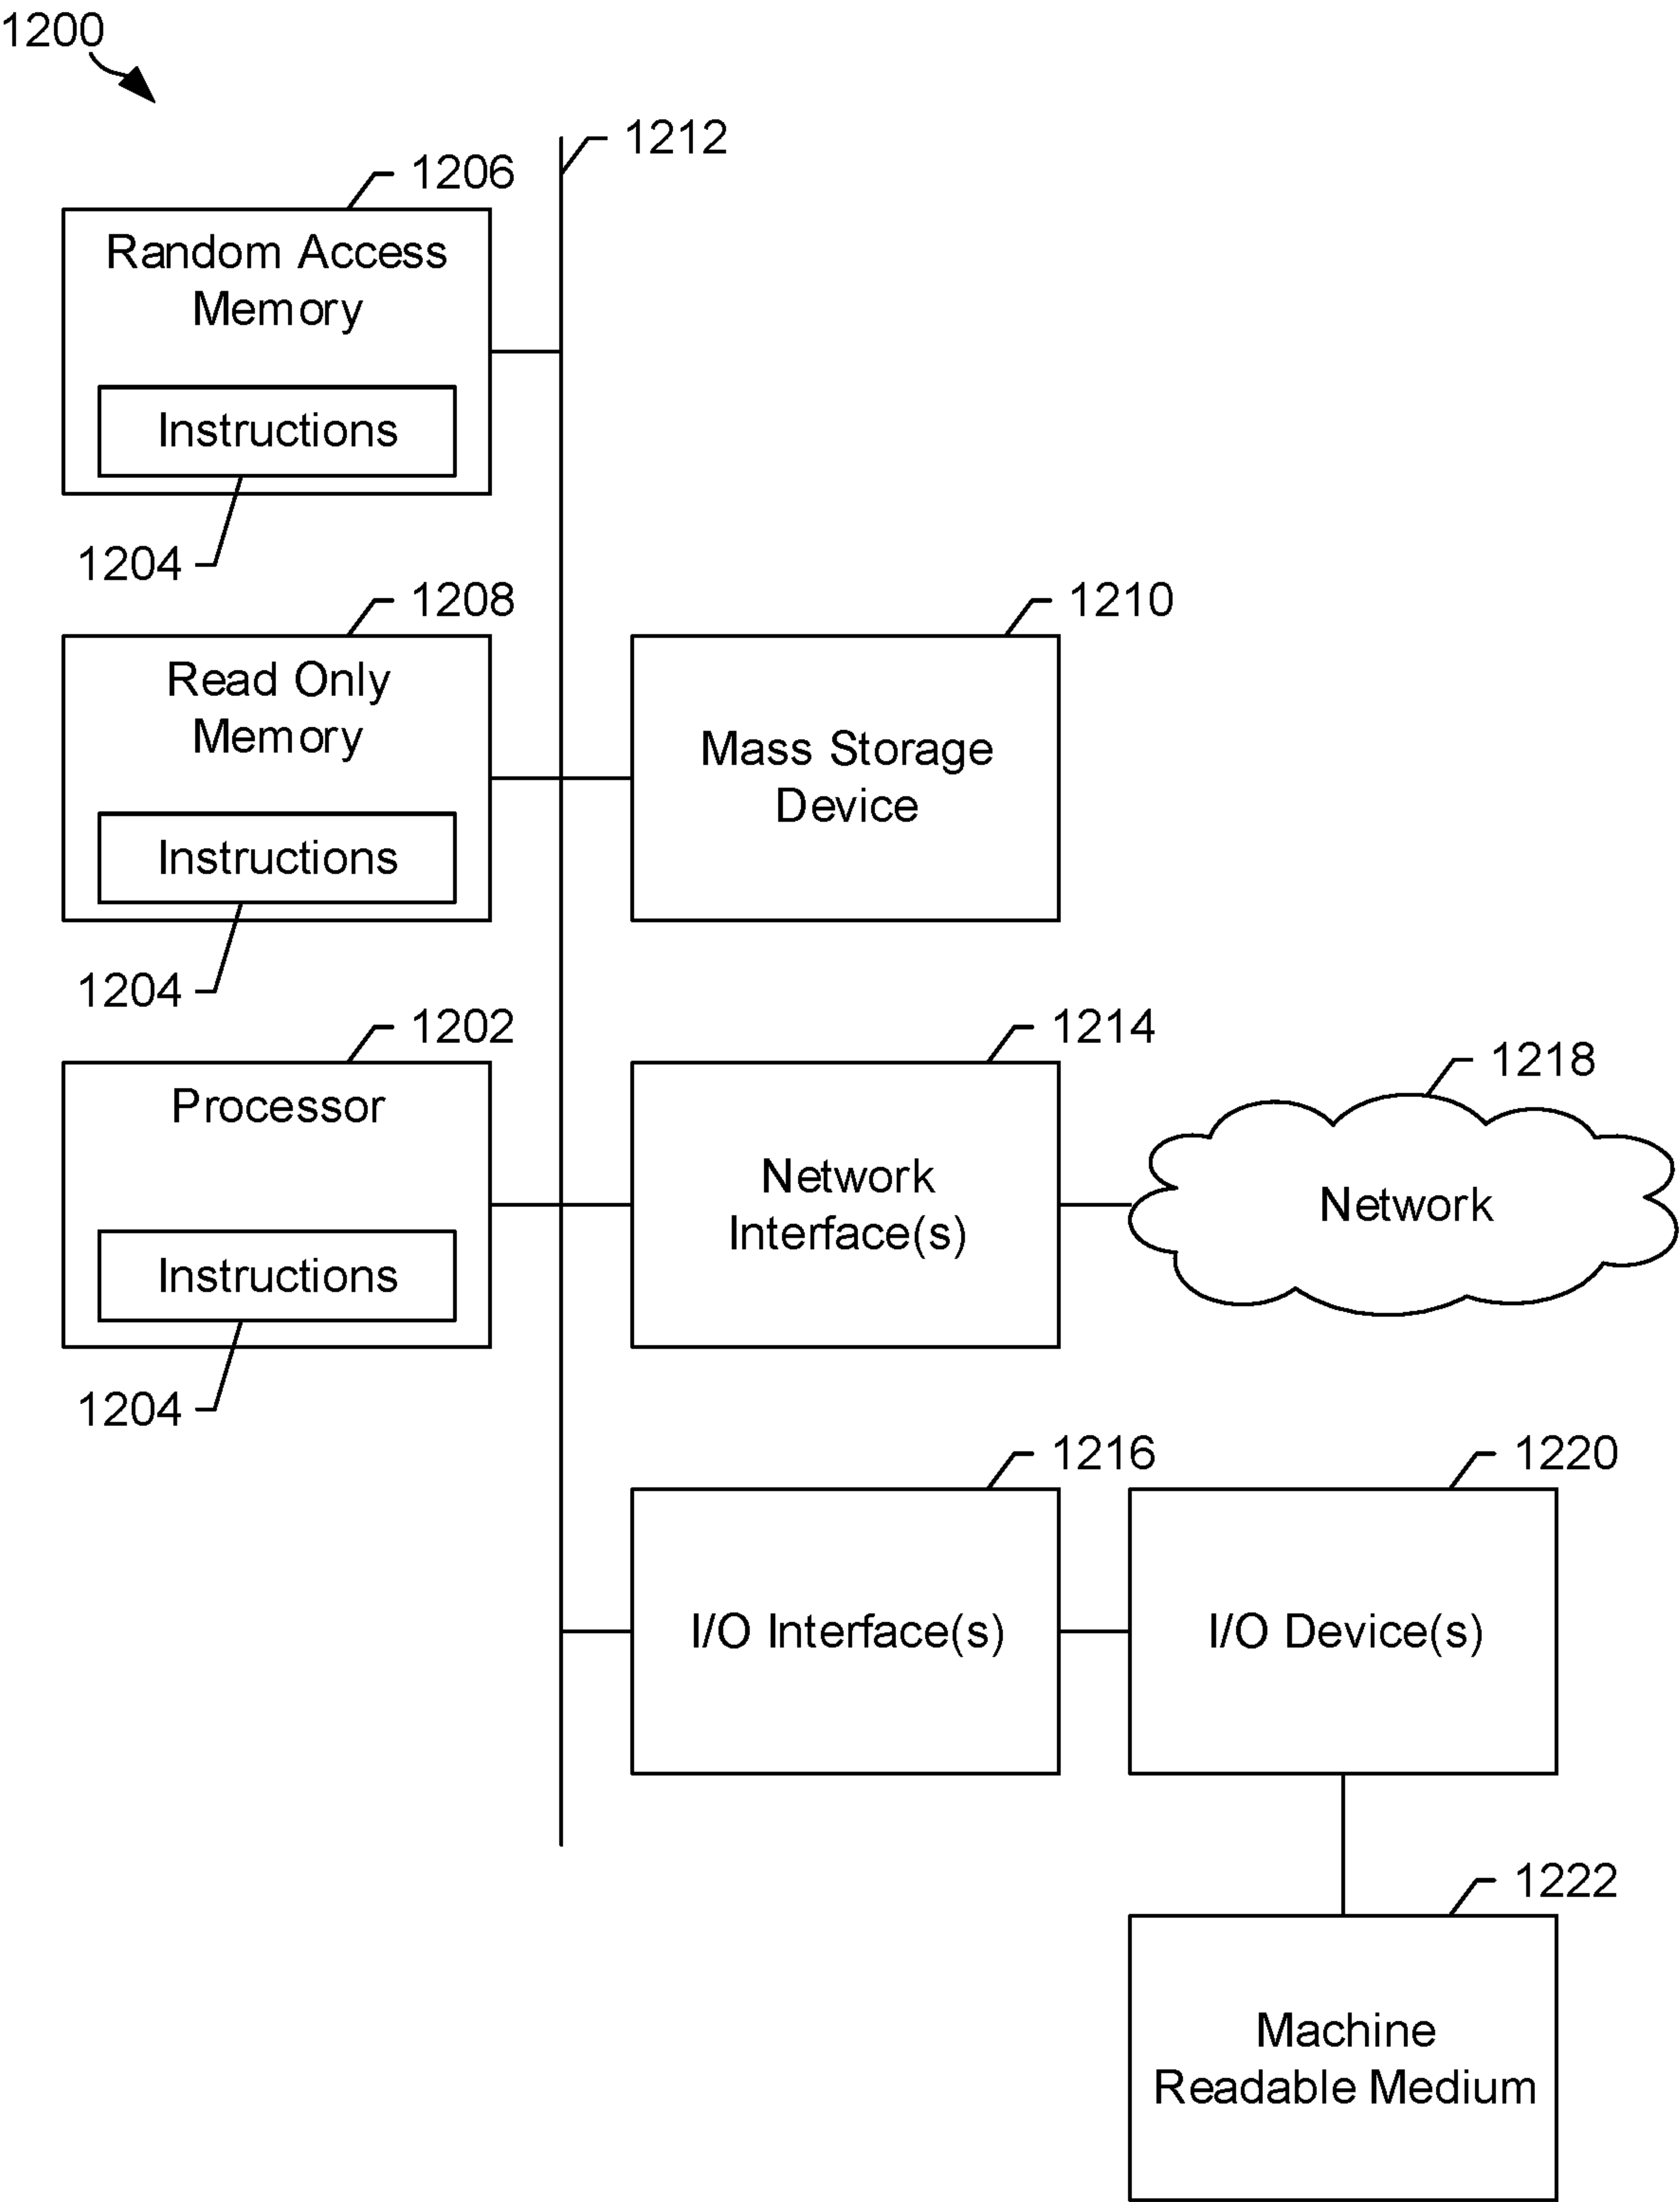 1200
1212
1206
Random Access
Memory
Instructions
1204
1208
1210
Read Only
Memory
Mass Storage
Device
Instructions
1204
1202
1214
1218
Processor
Network
Interface(s)
Network
Instructions
1204
1216
1220
I/O Interface(s)
I/O Device(s)
1222
Machine
Readable Medium